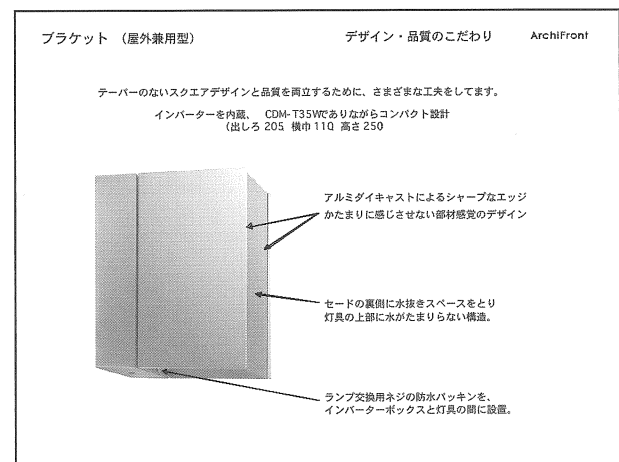 ブラケット （屋外兼用型） デザイン・品質のこだわり ArchiFront
テーパーのないスクエアデザインと品質を両立するために、さまざまな工夫をしてます。
インバーターを内蔵、 CDM-T35Wでありながらコンパクト設計
（出しろ 205 横巾 110 高さ 250）
アルミダイキャストによるシャープなエッジ
かたまりに感じさせない部材感覚のデザイン
セードの裏側に水抜きスペースをとり
灯具の上部に水がたまりらない構造。
ランプ交換用ネジの防水パッキンを、
インバーターボックスと灯具の間に設置。